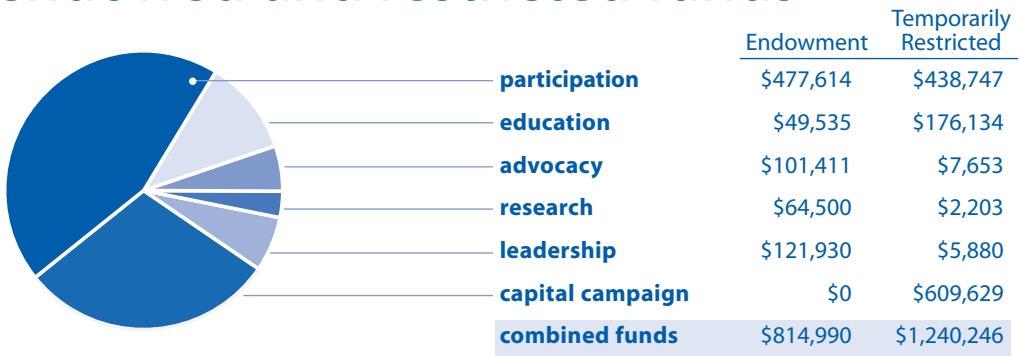 Temporarily
Endowment Restricted
participation $477,614 $438,747
education $49,535 $176,134
advocacy $101,411 $7,653
research $64,500 $2,203
leadership $121,930 $5,880
capital campaign $0 $609,629
combined funds $814,990 $1,240,246